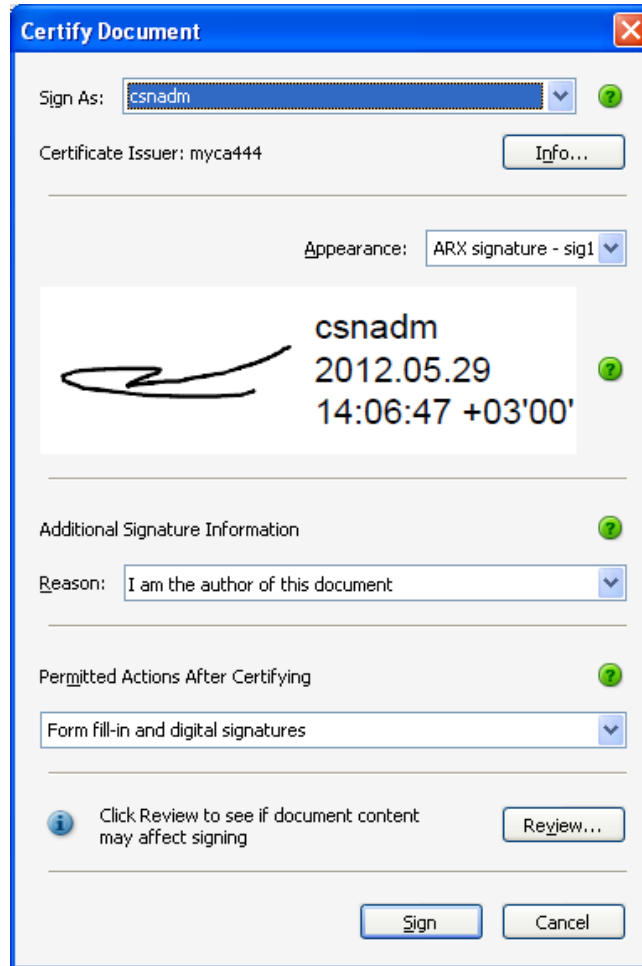 Certify Document
Sign As: csnadm
Certificate Issuer: myca444 Info...
Appearance: ARX signature - sig1
csnadm
2012.05.29
14:06:47 +03'00'
Additional Signature Information
Reason: I am the author of this document
Permitted Actions After Certifying
Form fill-in and digital signatures
Click Review to see if document content
may affect signing
Review...
Sign Cancel